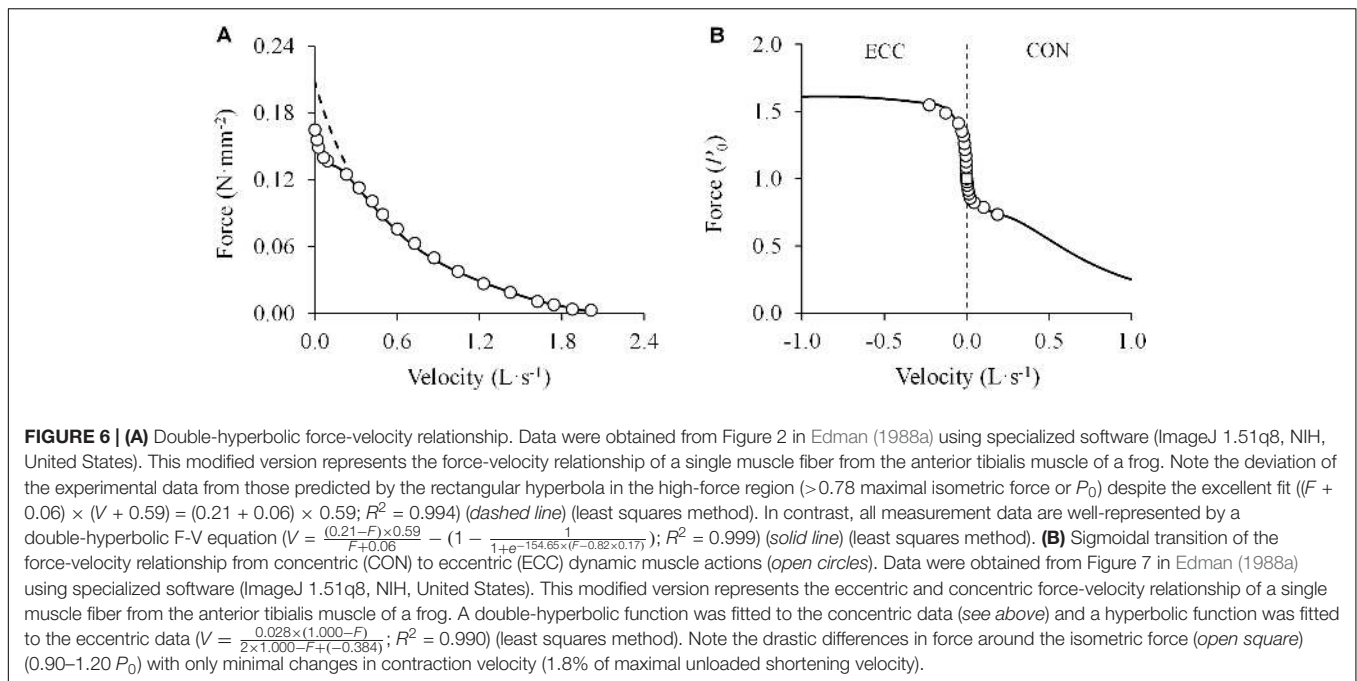 A
B
0.24
0.18
0.12
0.06
0.00
Force (N·mm⁻²)
0.0 0.6 1.2 1.8 2.4
Velocity (L·s⁻¹)
ECC CON
2.0
1.5
1.0
0.5
0.0
Force (P₀)
-1.0 -0.5 0.0 0.5 1.0
Velocity (L·s⁻¹)
FIGURE 6 | (A) Double-hyperbolic force-velocity relationship. Data were obtained from Figure 2 in Edman (1988a) using specialized software (ImageJ 1.51q8, NIH,
United States). This modified version represents the force-velocity relationship of a single muscle fiber from the anterior tibialis muscle of a frog. Note the deviation of
the experimental data from those predicted by the rectangular hyperbola in the high-force region (>0.78 maximal isometric force or P₀) despite the excellent fit ((F +
0.06) × (V + 0.59) = (0.21 + 0.06) × 0.59; R² = 0.994) (dashed line) (least squares method). In contrast, all measurement data are well-represented by a
double-hyperbolic F-V equation (V = (0.21−F)×0.59/F+0.06 − (1 − 1/1+e^−154.65×(F−0.82×0.17)); R² = 0.999) (solid line) (least squares method). (B) Sigmoidal transition of the
force-velocity relationship from concentric (CON) to eccentric (ECC) dynamic muscle actions (open circles). Data were obtained from Figure 7 in Edman (1988a)
using specialized software (ImageJ 1.51q8, NIH, United States). This modified version represents the eccentric and concentric force-velocity relationship of a single
muscle fiber from the anterior tibialis muscle of a frog. A double-hyperbolic function was fitted to the concentric data (see above) and a hyperbolic function was fitted
to the eccentric data (V = 0.028×(1.000−F)/2×1.000−F+(−0.384); R² = 0.990) (least squares method). Note the drastic differences in force around the isometric force (open square)
(0.90–1.20 P₀) with only minimal changes in contraction velocity (1.8% of maximal unloaded shortening velocity).